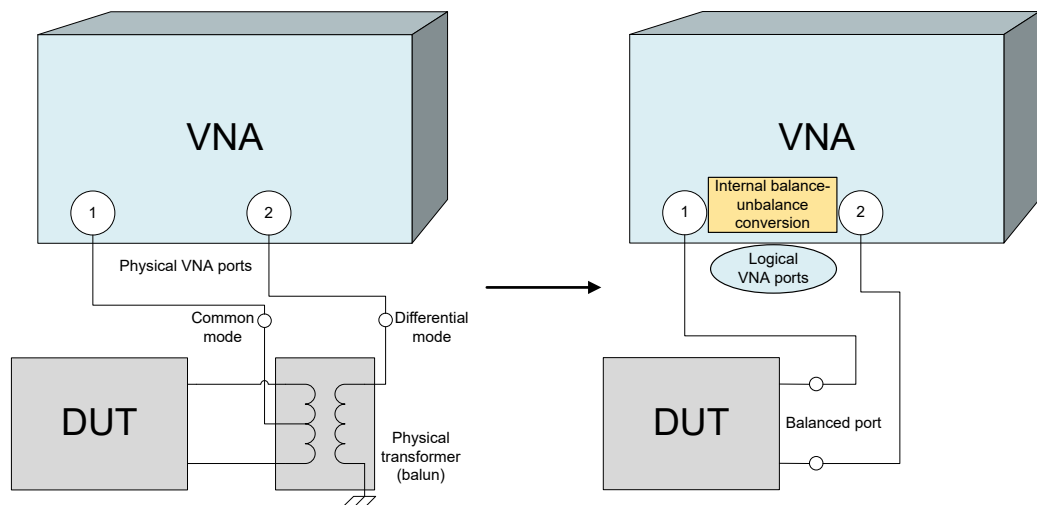 VNA
1
2
Physical VNA ports
Common
mode
Differential
mode
DUT
Physical
transformer
(balun)
VNA
1
Internal balance-
unbalance
conversion
2
Logical
VNA ports
DUT
Balanced port